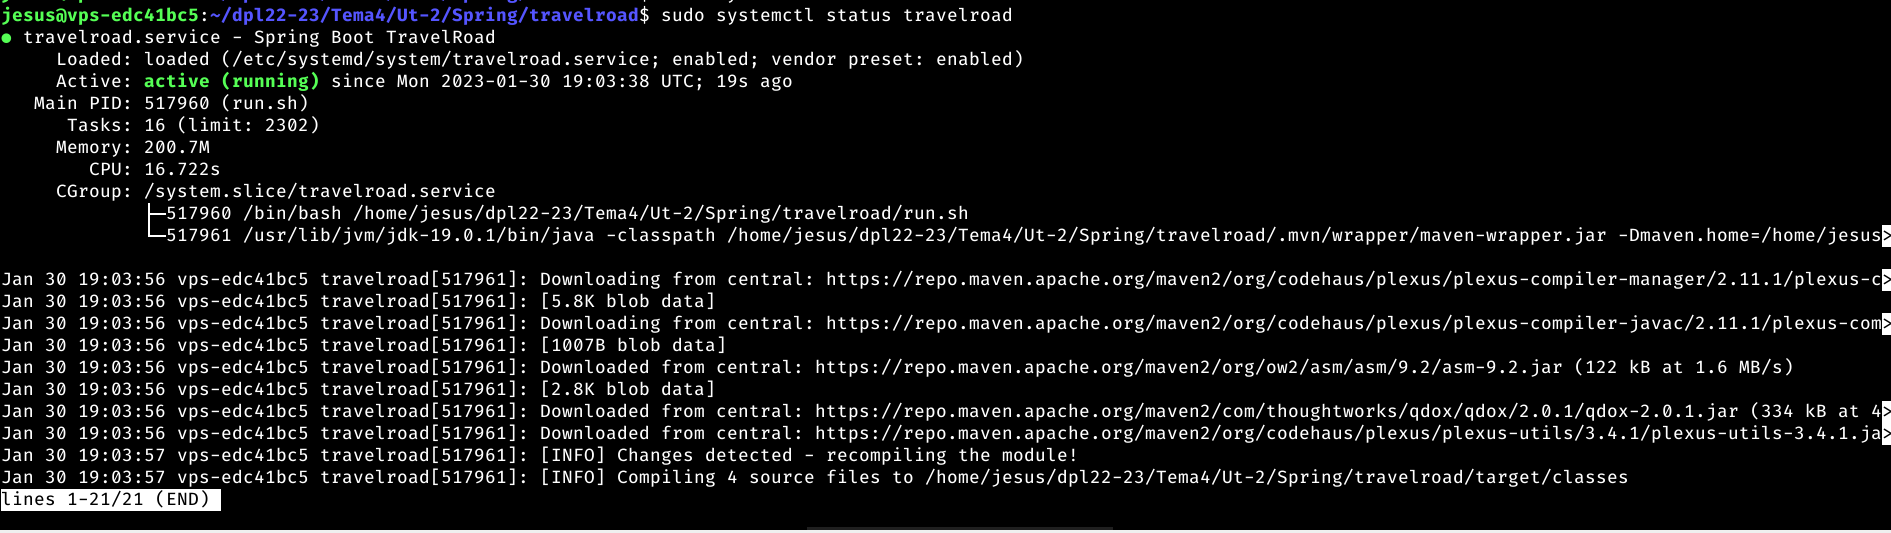 jesus@vps-edc41bc5:~/dpl22-23/Tema4/Ut-2/Spring/travelroad$ sudo systemctl status travelroad
● travelroad.service - Spring Boot TravelRoad
     Loaded: loaded (/etc/systemd/system/travelroad.service; enabled; vendor preset: enabled)
     Active: active (running) since Mon 2023-01-30 19:03:38 UTC; 19s ago
   Main PID: 517960 (run.sh)
      Tasks: 16 (limit: 2302)
     Memory: 200.7M
        CPU: 16.722s
     CGroup: /system.slice/travelroad.service
             ├─517960 /bin/bash /home/jesus/dpl22-23/Tema4/Ut-2/Spring/travelroad/run.sh
             └─517961 /usr/lib/jvm/jdk-19.0.1/bin/java -classpath /home/jesus/dpl22-23/Tema4/Ut-2/Spring/travelroad/.mvn/wrapper/maven-wrapper.jar -Dmaven.home=/home/jesus>
Jan 30 19:03:56 vps-edc41bc5 travelroad[517961]: Downloading from central: https://repo.maven.apache.org/maven2/org/codehaus/plexus/plexus-compiler-manager/2.11.1/plexus-c>
Jan 30 19:03:56 vps-edc41bc5 travelroad[517961]: [5.8K blob data]
Jan 30 19:03:56 vps-edc41bc5 travelroad[517961]: Downloading from central: https://repo.maven.apache.org/maven2/org/codehaus/plexus/plexus-compiler-javac/2.11.1/plexus-com>
Jan 30 19:03:56 vps-edc41bc5 travelroad[517961]: [1007B blob data]
Jan 30 19:03:56 vps-edc41bc5 travelroad[517961]: Downloaded from central: https://repo.maven.apache.org/maven2/org/ow2/asm/asm/9.2/asm-9.2.jar (122 kB at 1.6 MB/s)
Jan 30 19:03:56 vps-edc41bc5 travelroad[517961]: [2.8K blob data]
Jan 30 19:03:56 vps-edc41bc5 travelroad[517961]: Downloaded from central: https://repo.maven.apache.org/maven2/com/thoughtworks/qdox/qdox/2.0.1/qdox-2.0.1.jar (334 kB at 4>
Jan 30 19:03:56 vps-edc41bc5 travelroad[517961]: Downloaded from central: https://repo.maven.apache.org/maven2/org/codehaus/plexus/plexus-utils/3.4.1/plexus-utils-3.4.1.ja>
Jan 30 19:03:57 vps-edc41bc5 travelroad[517961]: [INFO] Changes detected - recompiling the module!
Jan 30 19:03:57 vps-edc41bc5 travelroad[517961]: [INFO] Compiling 4 source files to /home/jesus/dpl22-23/Tema4/Ut-2/Spring/travelroad/target/classes
lines 1-21/21 (END)